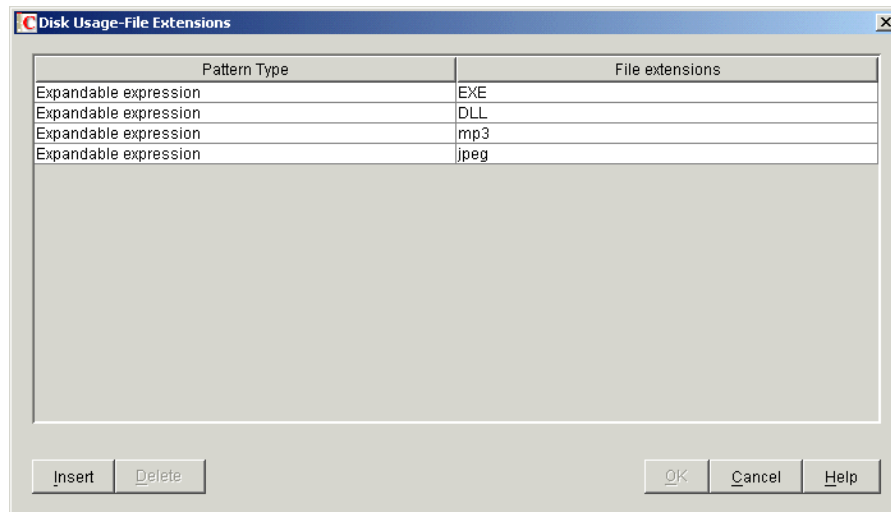 C Disk Usage-File Extensions
Pattern Type File extensions
Expandable expression EXE
Expandable expression DLL
Expandable expression mp3
Expandable expression jpeg
Insert Delete OK Cancel Help